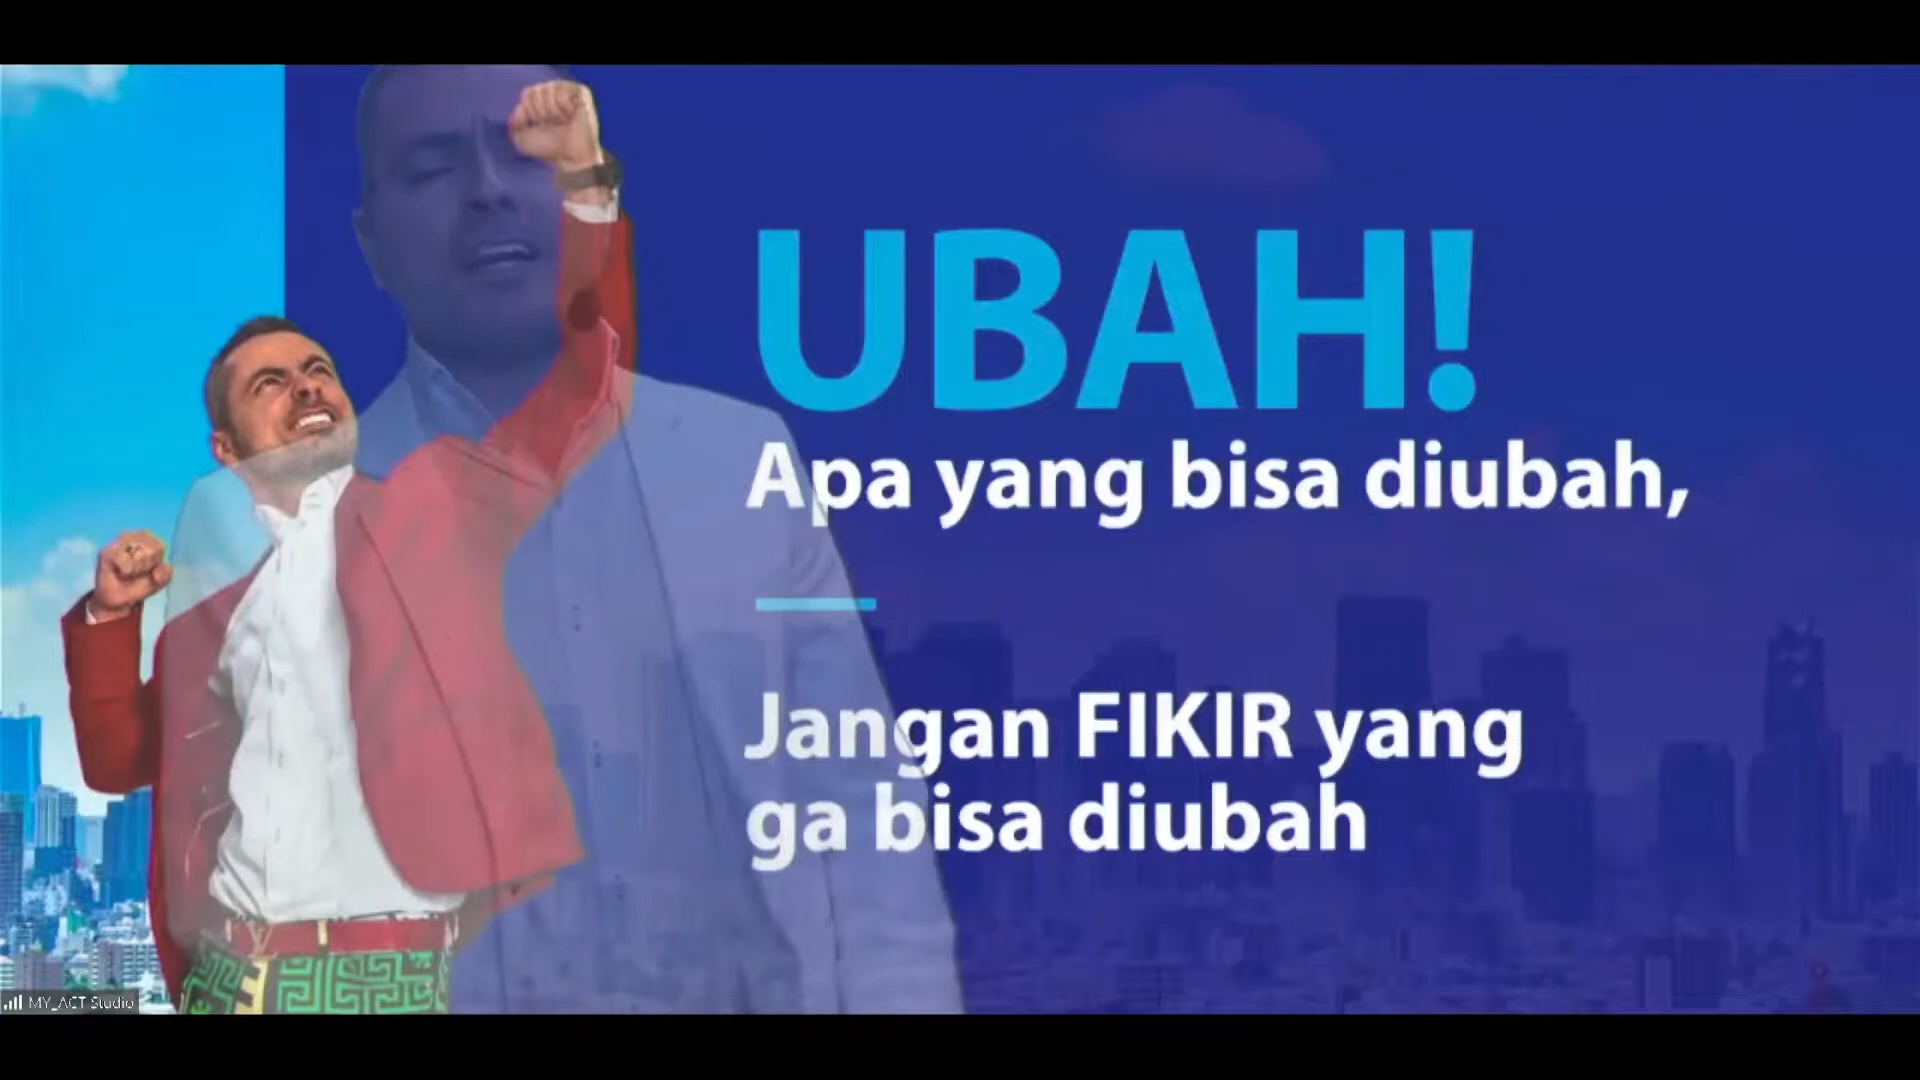 UBAH!
Apa yang bisa diubah,
Jangan FIKIR yang
ga bisa diubah
MY_ACT Studio